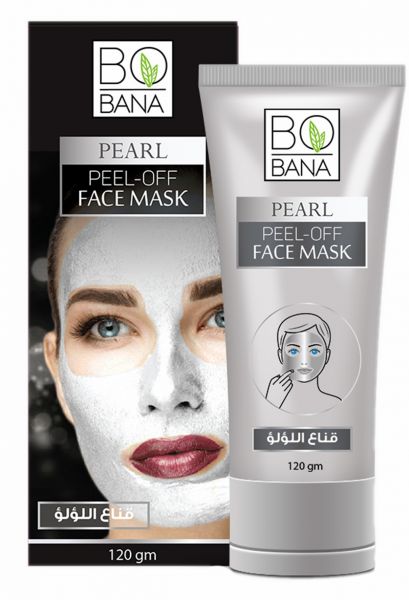 BO
BANA
PEARL
PEEL-OFF
FACE MASK
قناع اللؤلؤ
120 gm
BO
BANA
PEARL
PEEL-OFF
FACE MASK
قناع اللؤلؤ
120 gm